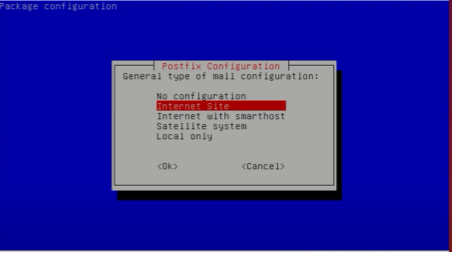 Package configuration
Postfix Configuration
General type of mail configuration:
No configuration
Internet Site
Internet with smarthost
Satellite system
Local only
<Ok> <Cancel>